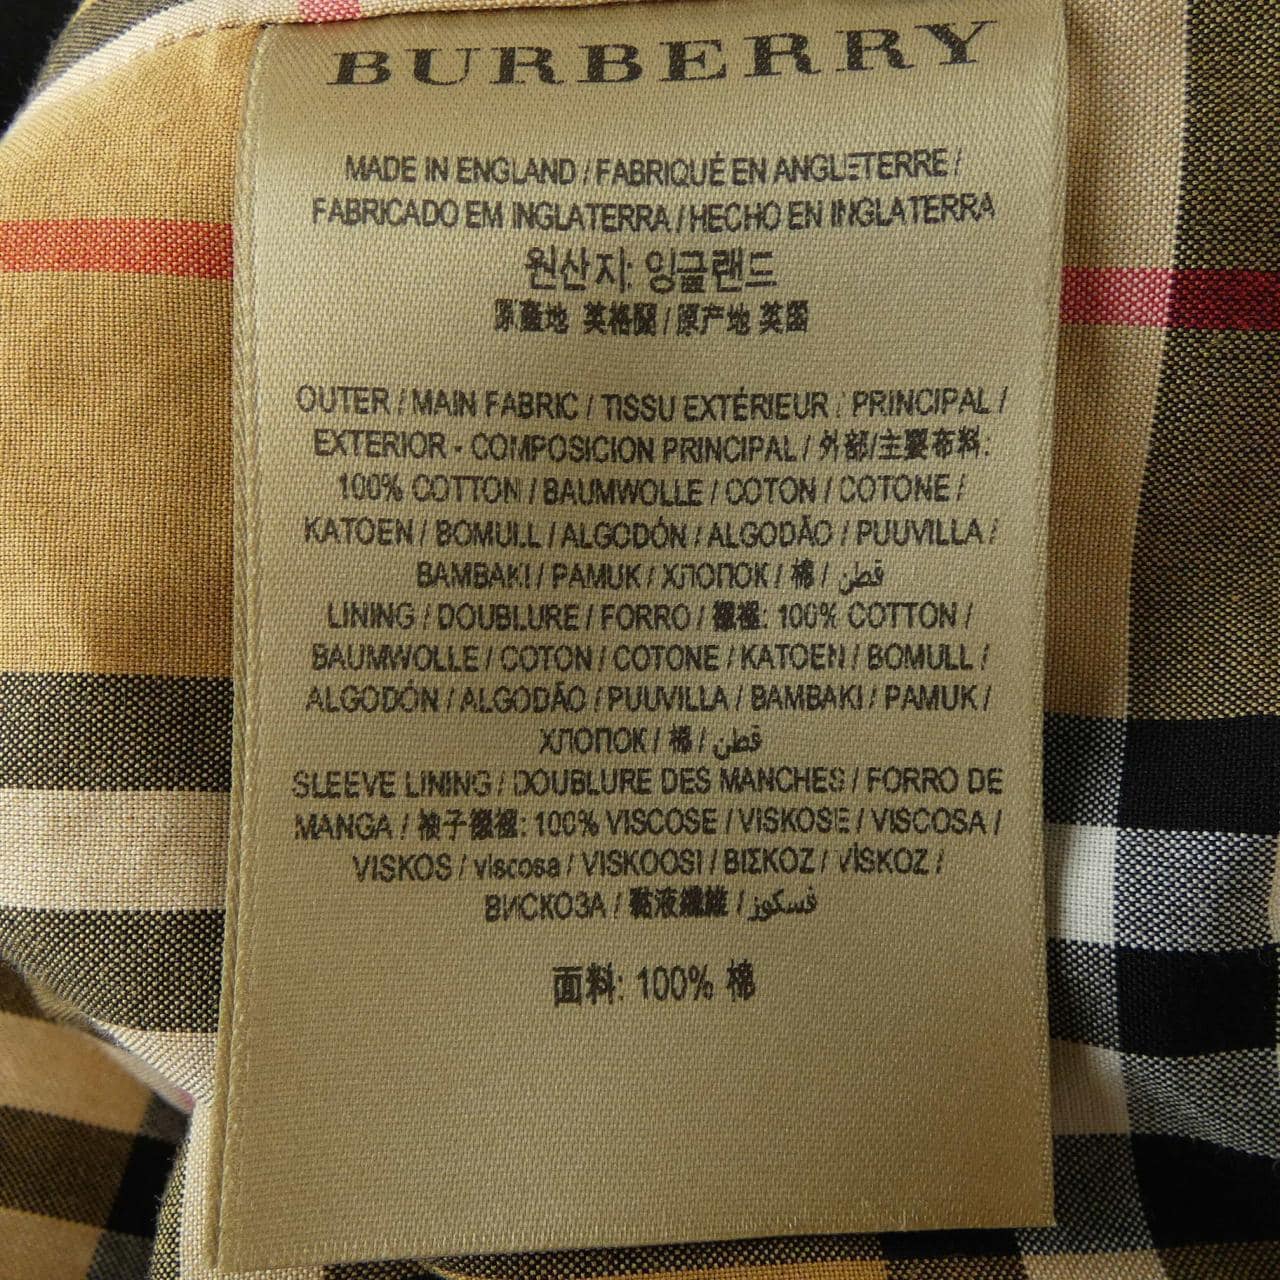 BURBERRY
MADE IN ENGLAND / FABRIQUÉ EN ANGLETERRE /
FABRICADO EM INGLATERRA / HECHO EN INGLATERRA
원산지: 잉글랜드
原產地 英格蘭 / 原产地 英国
OUTER / MAIN FABRIC / TISSU EXTÉRIEUR / PRINCIPAL /
EXTERIOR - COMPOSICION PRINCIPAL / 外部/主要布料:
100% COTTON / BAUMWOLLE / COTON / COTONE /
KATOEN / BOMULL / ALGODÓN / ALGODÃO / PUUVILLA /
BAMBAKI / PAMUK / ХЛОПОК / 棉 / قطن
LINING / DOUBLURE / FORRO / 襯裡: 100% COTTON /
BAUMWOLLE / COTON / COTONE / KATOEN / BOMULL /
ALGODÓN / ALGODÃO / PUUVILLA / BAMBAKI / PAMUK /
ХЛОПОК / 棉 / قطن
SLEEVE LINING / DOUBLURE DES MANCHES / FORRO DE
MANGA / 袖子襯裡: 100% VISCOSE / VISKOSE / VISCOSA /
VISKOS / viscosa / VISKOOSI / ΒΙΣΚΟΖ / VİSKOZ /
ВИСКОЗА / 黏液纖維 / فسكوز
面料: 100% 棉